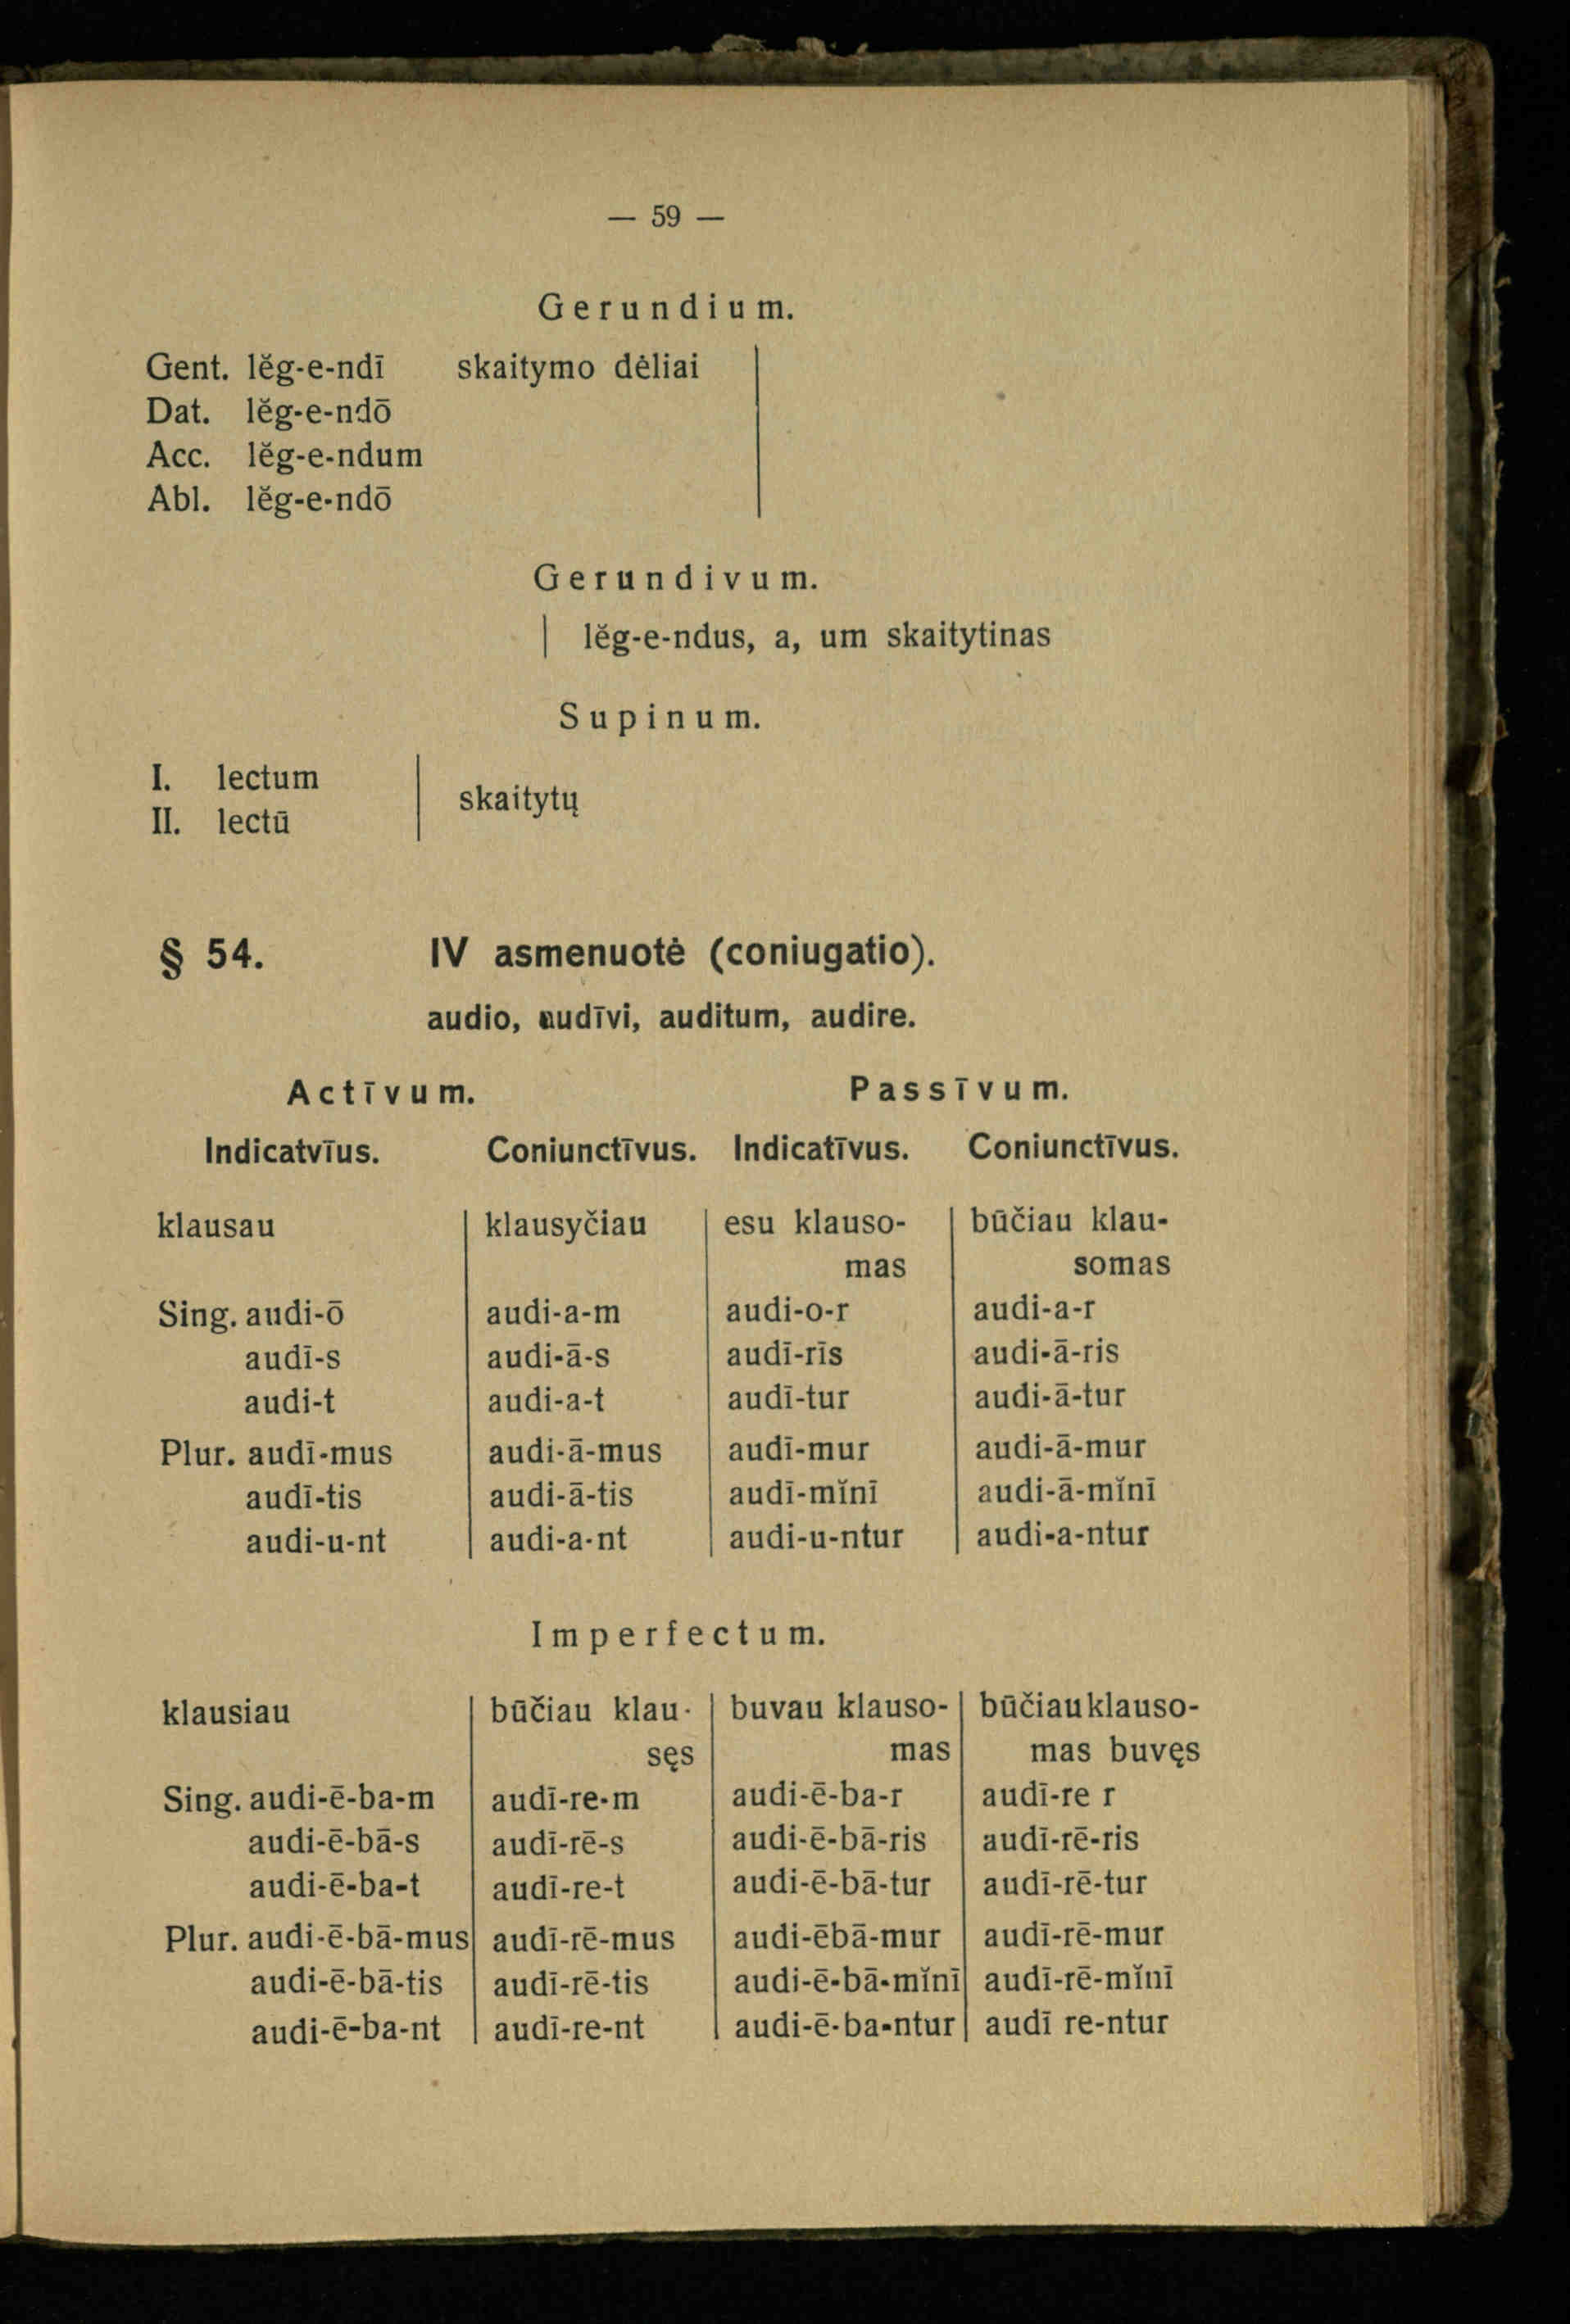 — 59 —
Gerundium.
Gent. lĕg-e-ndī skaitymo dėliai
Dat. lĕg-e-ndō
Acc. lĕg-e-ndum
Abl. lĕg-e-ndō
Gerundivum.
lĕg-e-ndus, a, um skaitytinas
Supinum.
I. lectum
skaitytų
II. lectū
§ 54. IV asmenuotė (coniugatio).
audio, audīvi, auditum, audire.
Actīvum. Passīvum.
Indicatvīus. Coniunctīvus. Indicatīvus. Coniunctīvus.
klausau klausyčiau esu klauso- būčiau klau-
mas somas
Sing. audi-ō audi-a-m audi-o-r audi-a-r
audī-s audi-ā-s audī-rīs audi-ā-ris
audi-t audi-a-t audī-tur audi-ā-tur
Plur. audī-mus audi-ā-mus audī-mur audi-ā-mur
audī-tis audi-ā-tis audī-mĭnī audi-ā-mĭnī
audi-u-nt audi-a-nt audi-u-ntur audi-a-ntur
Imperfectum.
klausiau būčiau klau- buvau klauso- būčiauklauso-
sęs mas mas buvęs
Sing. audi-ē-ba-m audī-re-m audi-ē-ba-r audī-re r
audi-ē-bā-s audī-rē-s audi-ē-bā-ris audī-rē-ris
audi-ē-ba-t audī-re-t audi-ē-bā-tur audī-rē-tur
Plur. audi-ē-bā-mus audī-rē-mus audi-ēbā-mur audī-rē-mur
audi-ē-bā-tis audī-rē-tis audi-ē-bā-mĭnī audī-rē-mĭnī
audi-ē-ba-nt audī-re-nt audi-ē-ba-ntur audī re-ntur